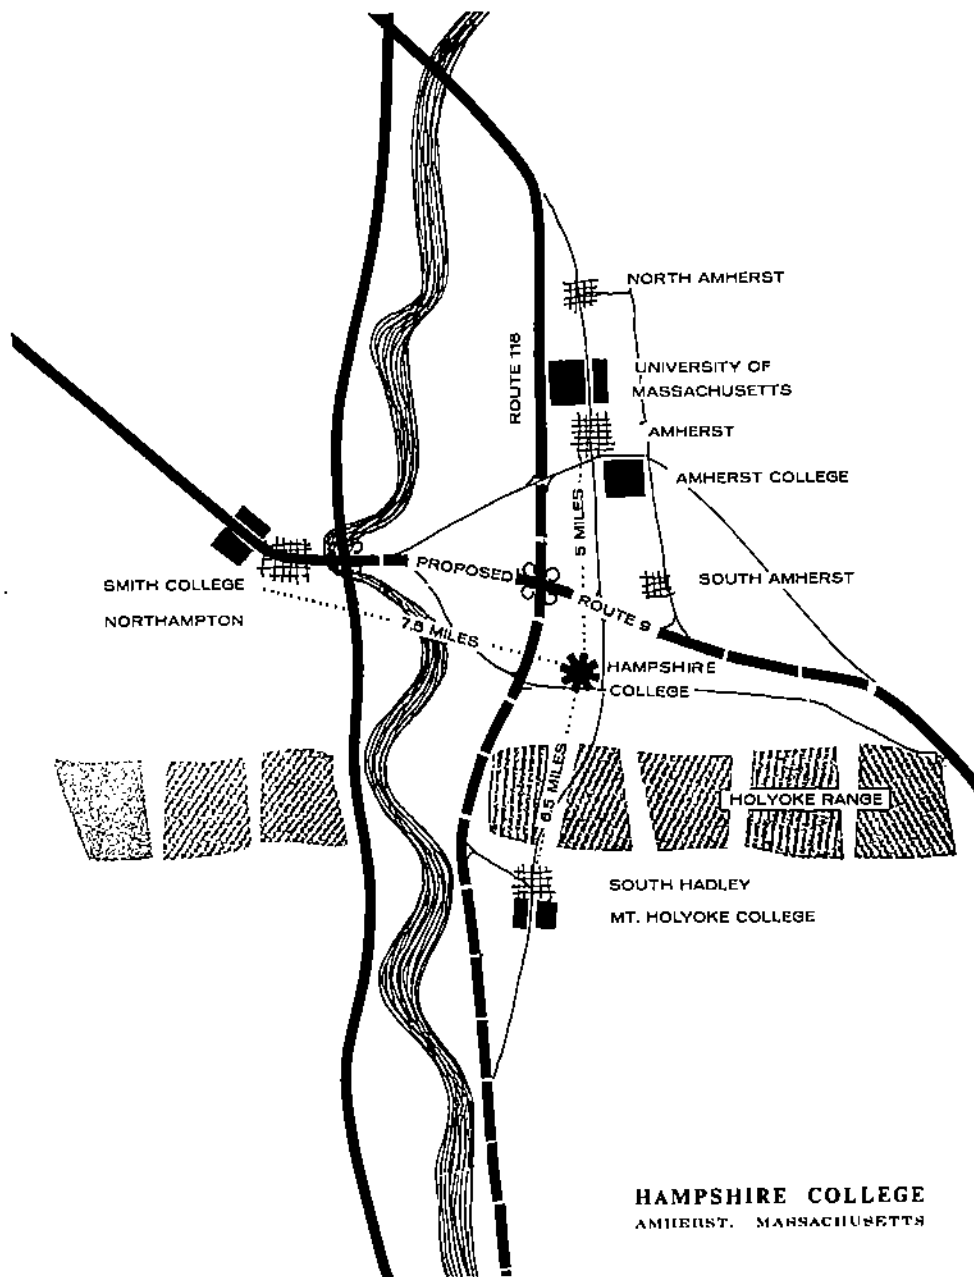 NORTH AMHERST
ROUTE 116
UNIVERSITY OF
MASSACHUSETTS
AMHERST
AMHERST COLLEGE
5 MILES
PROPOSED
ROUTE 9
SOUTH AMHERST
SMITH COLLEGE
NORTHAMPTON
7.5 MILES
HAMPSHIRE
COLLEGE
6.5 MILES
HOLYOKE RANGE
SOUTH HADLEY
MT. HOLYOKE COLLEGE
HAMPSHIRE COLLEGE
AMHERST, MASSACHUSETTS